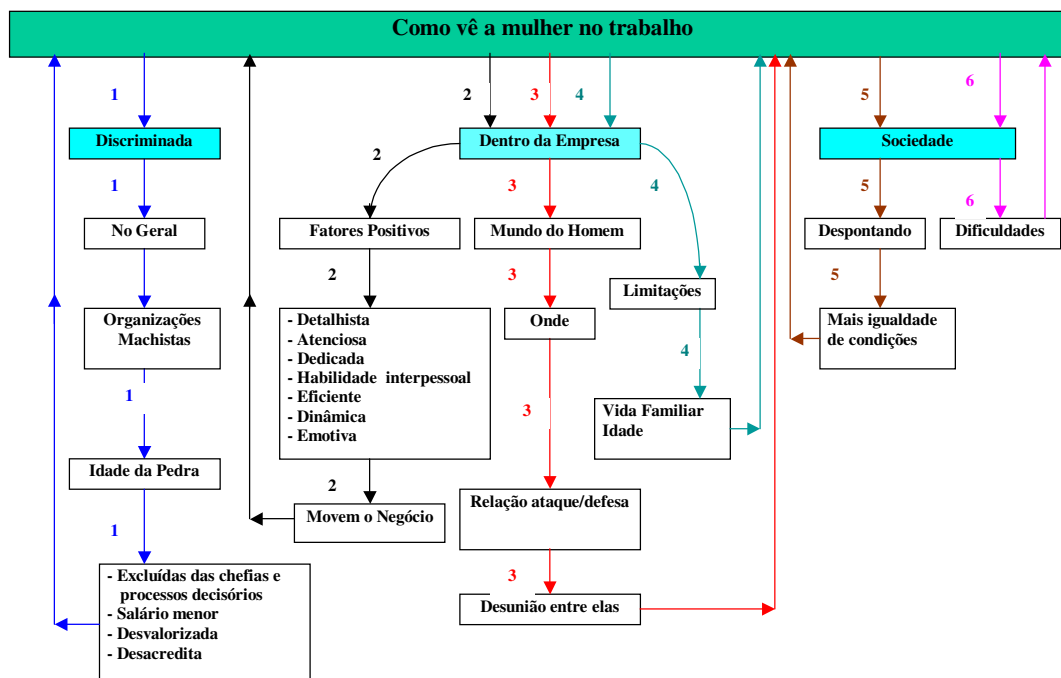 Como vê a mulher no trabalho
1
2
3
4
5
6
Discriminada
Dentro da Empresa
Sociedade
1
2
3
4
5
6
No Geral
Fatores Positivos
Mundo do Homem
Despontando
Dificuldades
2
3
5
Limitações
Organizações
Machistas
- Detalhista
- Atenciosa
- Dedicada
- Habilidade interpessoal
- Eficiente
- Dinâmica
- Emotiva
Onde
Mais igualdade
de condições
4
1
3
Vida Familiar
Idade
Idade da Pedra
2
Relação ataque/defesa
Movem o Negócio
1
3
- Excluídas das chefias e
processos decisórios
- Salário menor
- Desvalorizada
- Desacredita
Desunião entre elas